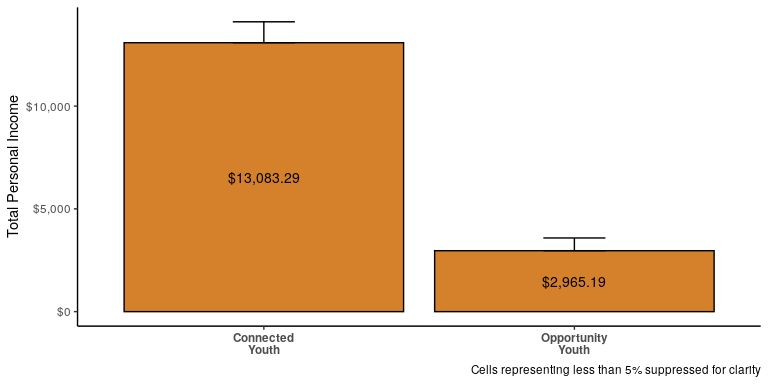 Total Personal Income
$10,000
$5,000
$0
$13,083.29
$2,965.19
Connected
Youth
Opportunity
Youth
Cells representing less than 5% suppressed for clarity